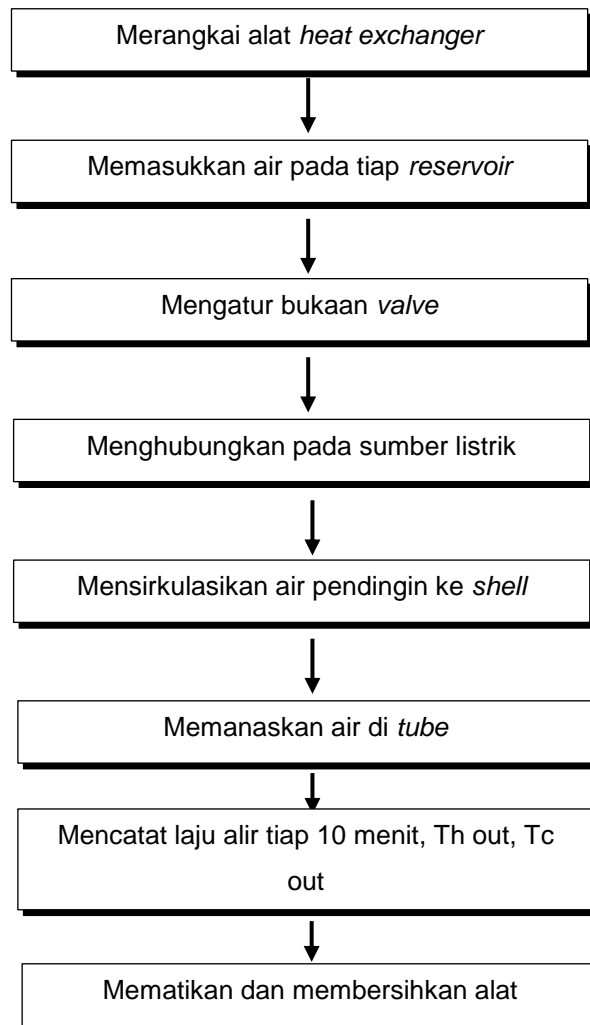 Merangkai alat heat exchanger
Memasukkan air pada tiap reservoir
Mengatur bukaan valve
Menghubungkan pada sumber listrik
Mensirkulasikan air pendingin ke shell
Memanaskan air di tube
Mencatat laju alir tiap 10 menit, Th out, Tc
out
Mematikan dan membersihkan alat